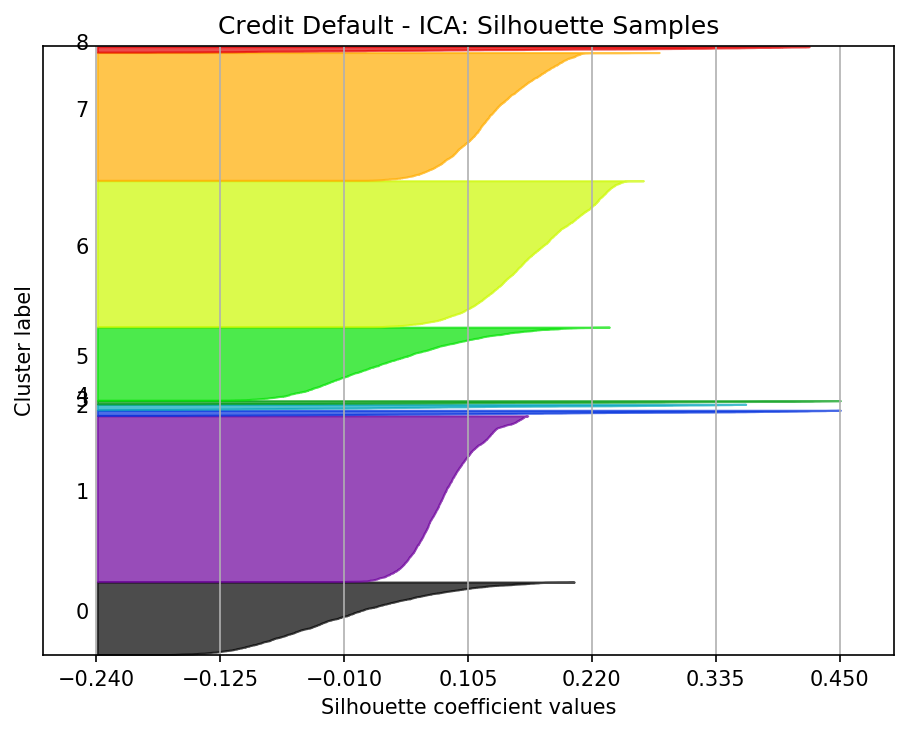 Credit Default - ICA: Silhouette Samples
8
7
6
5
4
3
2
1
0
Cluster label
−0.240 −0.125 −0.010 0.105 0.220 0.335 0.450
Silhouette coefficient values